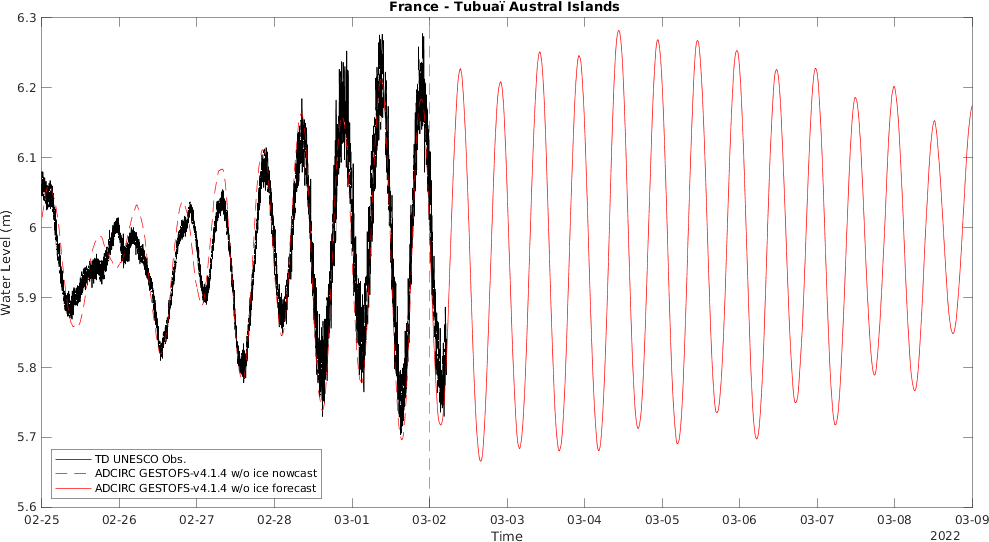 France - Tubuaï Austral Islands
6.3
6.2
6.1
6
5.9
5.8
5.7
5.6
Water Level (m)
TD UNESCO Obs.
ADCIRC GESTOFS-v4.1.4 w/o ice nowcast
ADCIRC GESTOFS-v4.1.4 w/o ice forecast
02-25 02-26 02-27 02-28 03-01 03-02 03-03 03-04 03-05 03-06 03-07 03-08 03-09
Time
2022